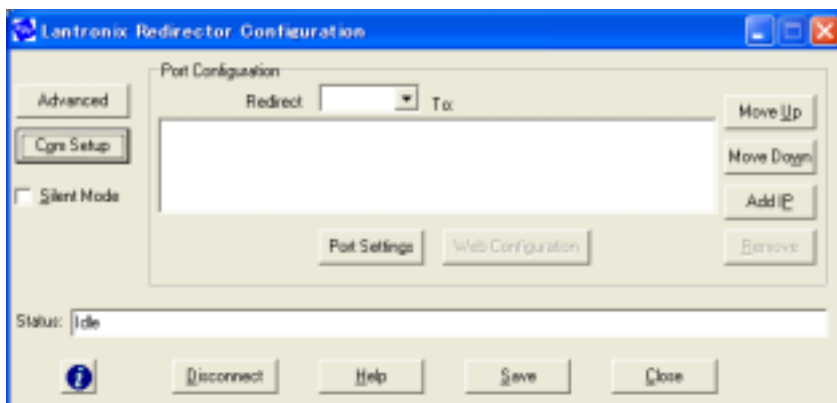 Lantronix Redirector Configuration
Port Configuration
Advanced
Redirect
To:
Move Up
Com Setup
Move Down
Silent Mode
Add IP
Port Settings
Web Configuration
Remove
Status: Idle
i
Disconnect
Help
Save
Close